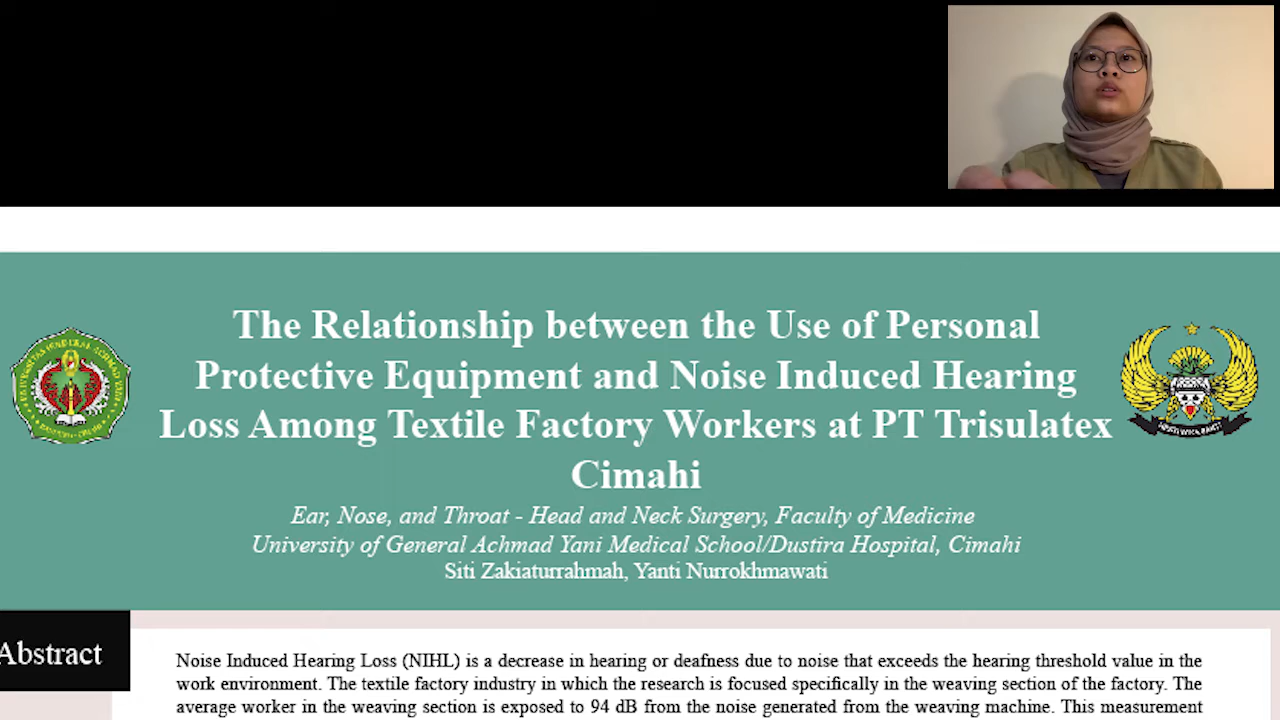 The Relationship between the Use of Personal
Protective Equipment and Noise Induced Hearing
Loss Among Textile Factory Workers at PT Trisulatex
Cimahi
Ear, Nose, and Throat - Head and Neck Surgery, Faculty of Medicine
University of General Achmad Yani Medical School/Dustira Hospital, Cimahi
Siti Zakiaturrahmah, Yanti Nurrokhmawati
Abstract
Noise Induced Hearing Loss (NIHL) is a decrease in hearing or deafness due to noise that exceeds the hearing threshold value in the
work environment. The textile factory industry in which the research is focused specifically in the weaving section of the factory. The
average worker in the weaving section is exposed to 94 dB from the noise generated from the weaving machine. This measurement